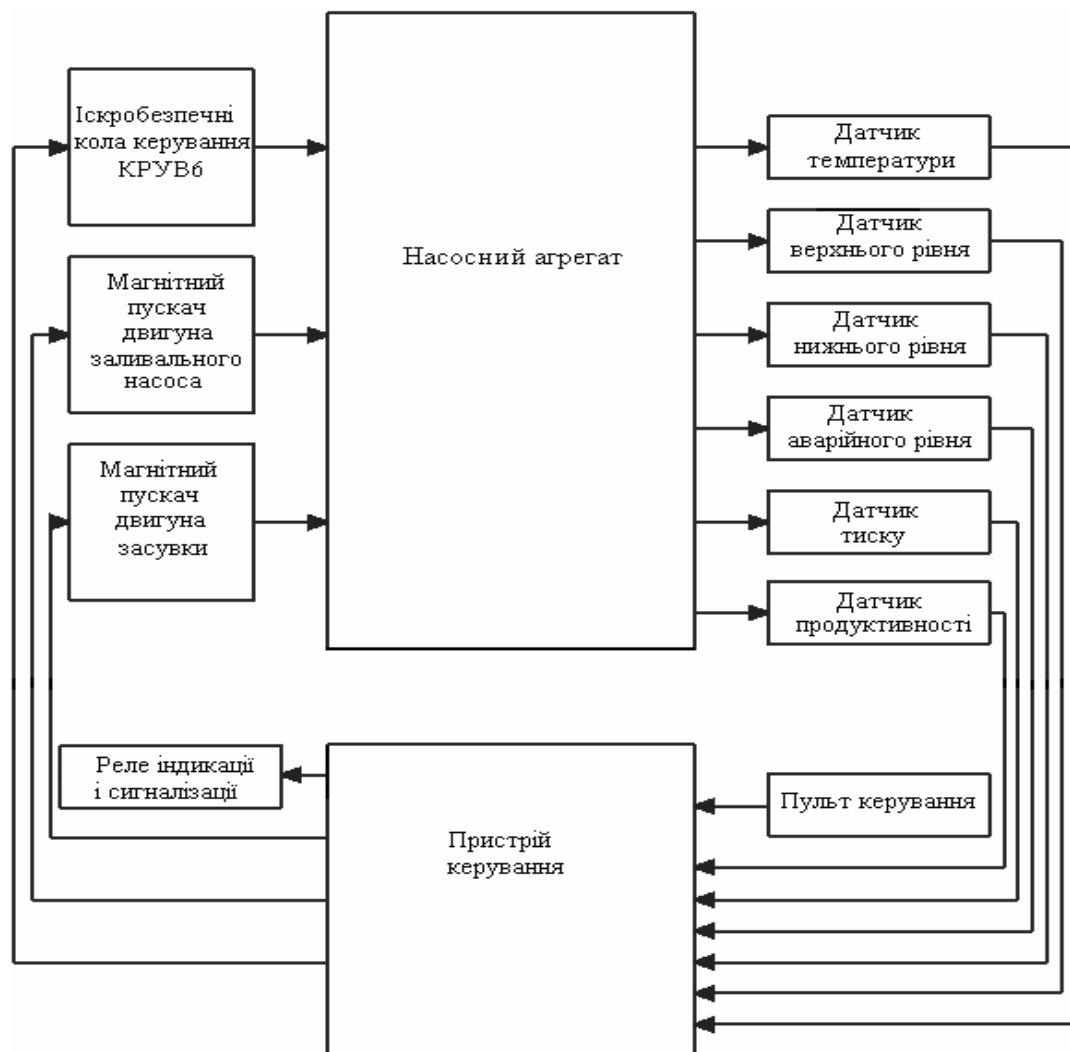 Іскробезпечні
кола керування
КРУВ6
Магнітний
пускач
двигуна
заливального
насоса
Магнітний
пускач
двигуна
засувки
Насосний агрегат
Датчик
температури
Датчик
верхнього рівня
Датчик
нижнього рівня
Датчик
аварійного рівня
Датчик
тиску
Датчик
продуктивності
Реле індикації
і сигналізації
Пристрій
керування
Пульт керування